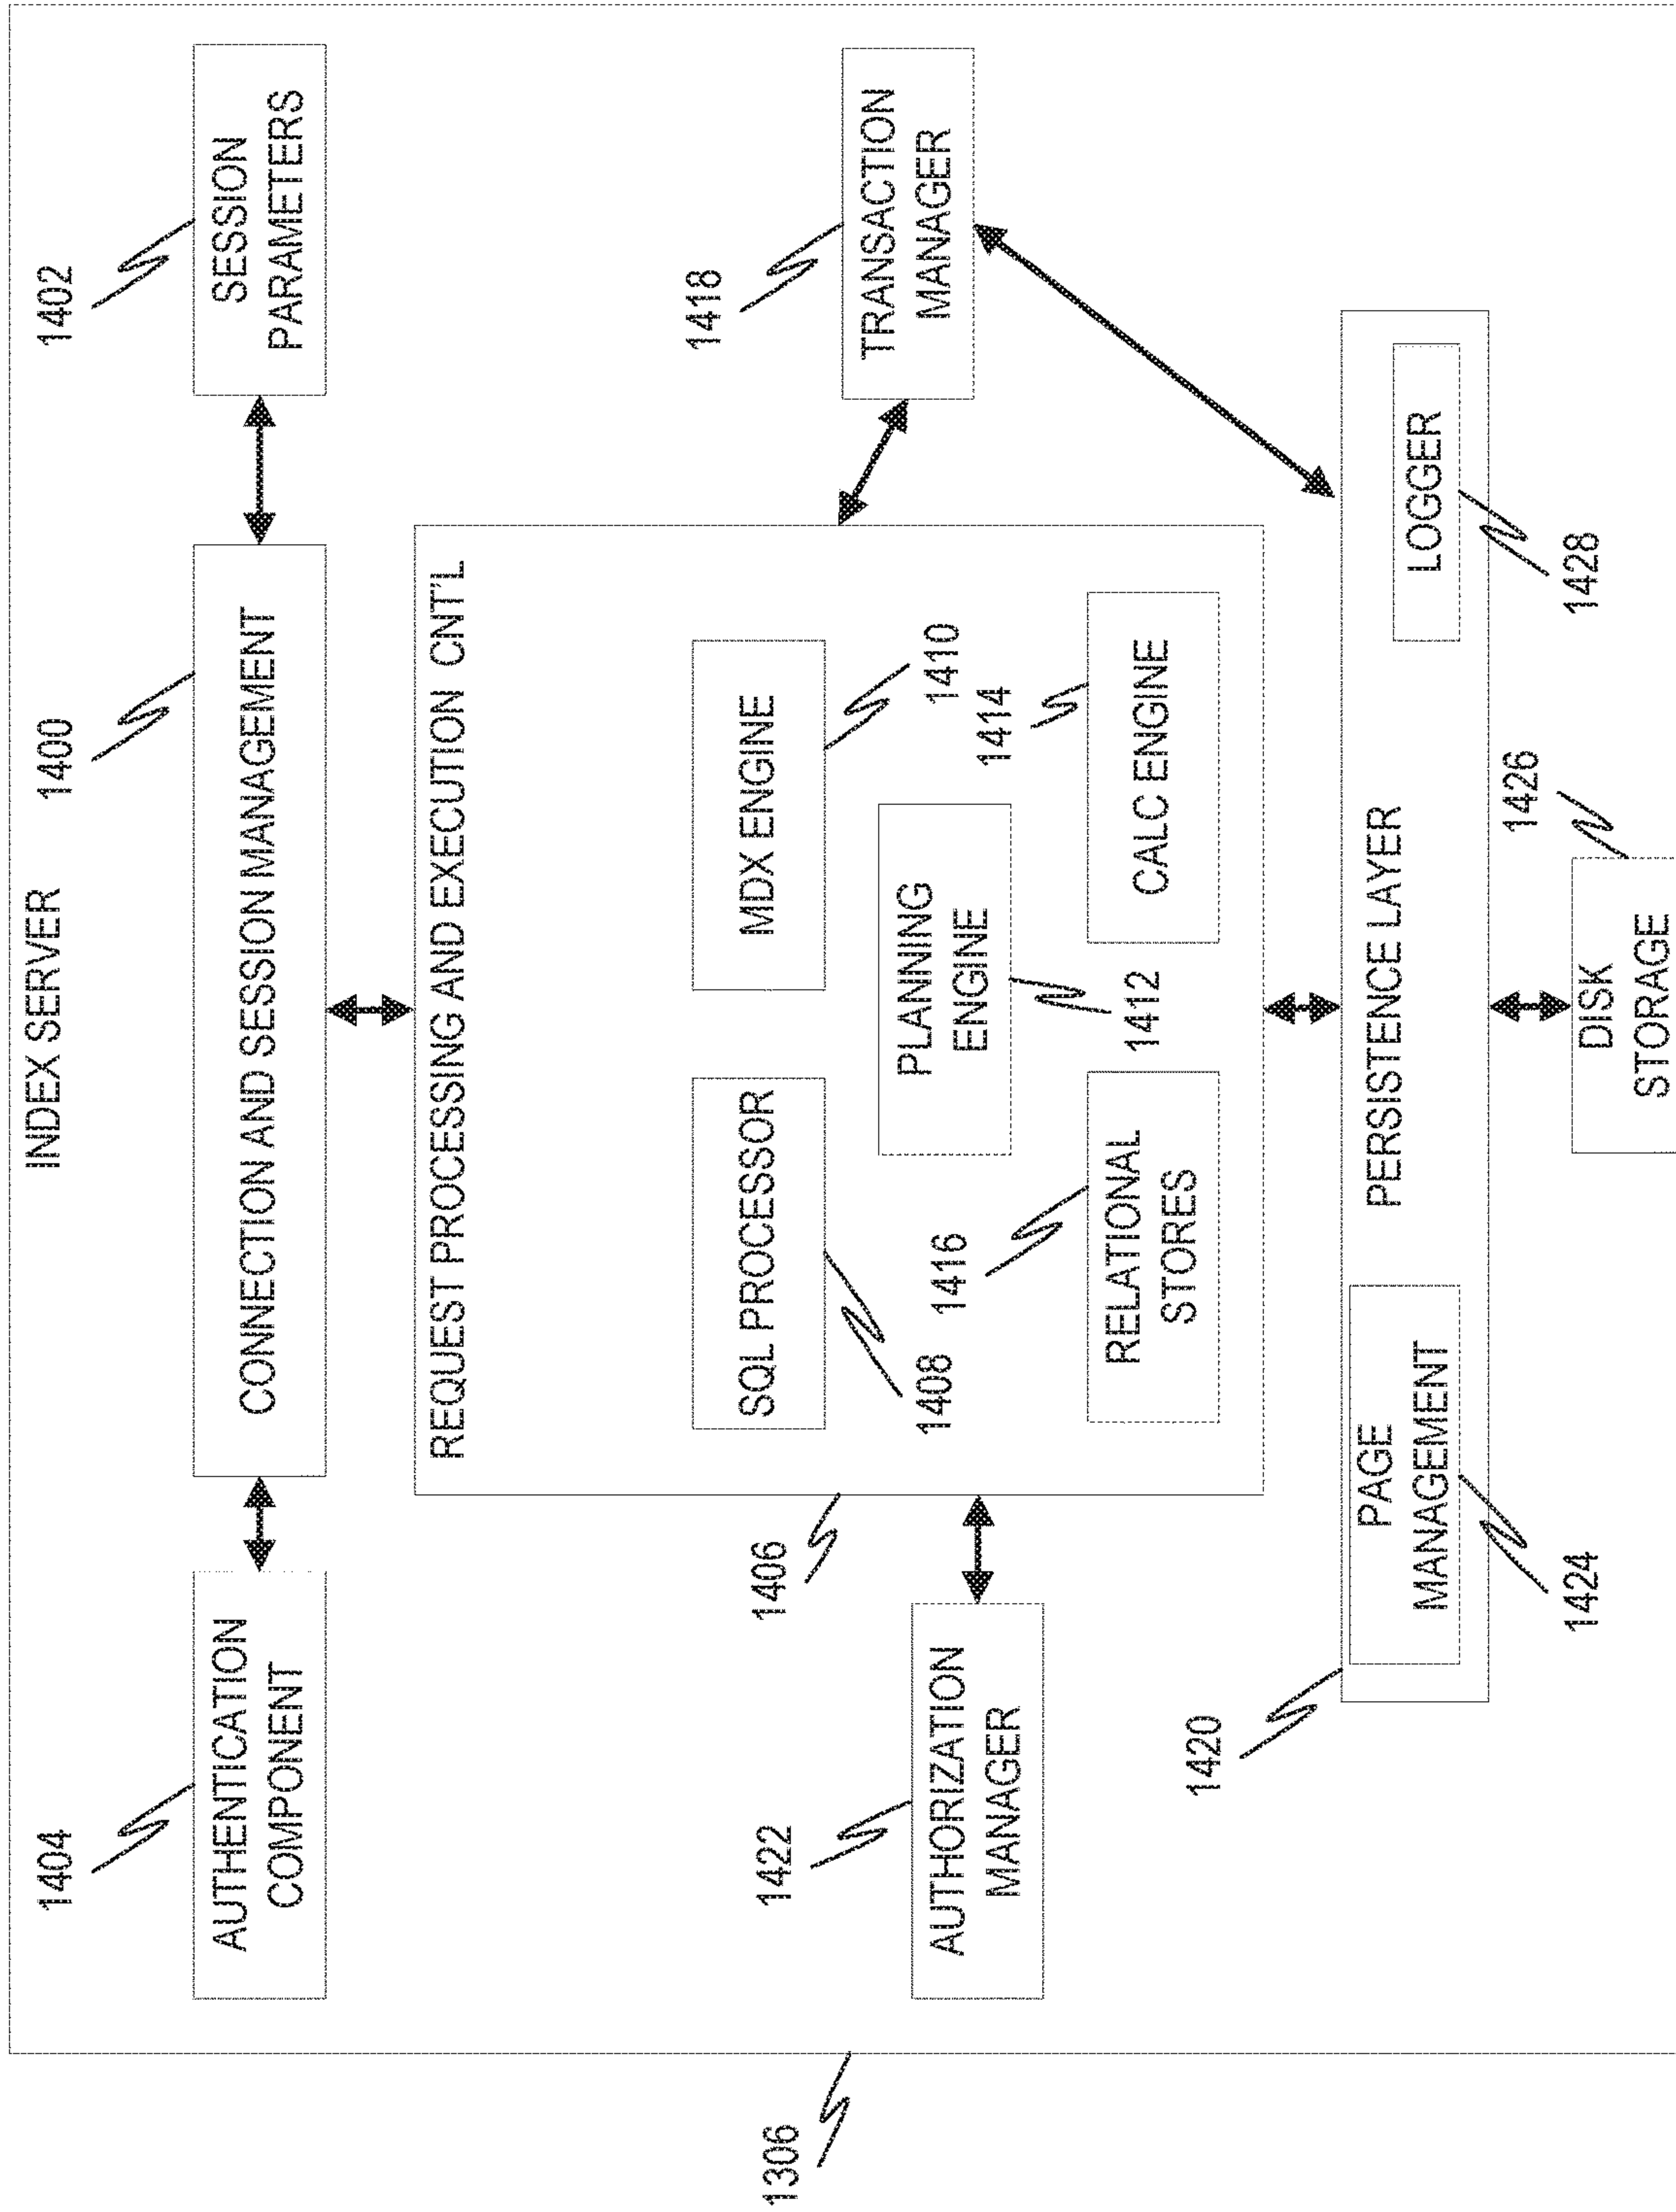 INDEX SERVER
1404
1400
1402
AUTHENTICATION
COMPONENT
CONNECTION AND SESSION MANAGEMENT
SESSION
PARAMETERS
REQUEST PROCESSING AND EXECUTION CNT'L
1418
SQL PROCESSOR
MDX ENGINE
1406
1422
TRANSACTION
MANAGER
1408
1410
AUTHORIZATION
MANAGER
PLANNING
ENGINE
1416
1412
1414
RELATIONAL
STORES
CALC ENGINE
1306
1420
PAGE
MANAGEMENT
PERSISTENCE LAYER
LOGGER
1424
1426
1428
DISK
STORAGE